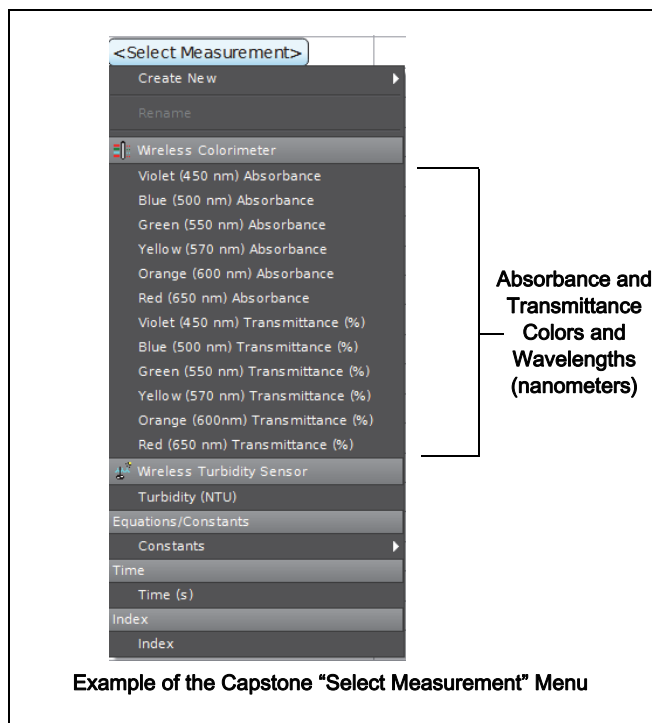 <Select Measurement>
Create New
Rename
Wireless Colorimeter
Violet (450 nm) Absorbance
Blue (500 nm) Absorbance
Green (550 nm) Absorbance
Yellow (570 nm) Absorbance
Orange (600 nm) Absorbance
Red (650 nm) Absorbance
Violet (450 nm) Transmittance (%)
Blue (500 nm) Transmittance (%)
Green (550 nm) Transmittance (%)
Yellow (570 nm) Transmittance (%)
Orange (600nm) Transmittance (%)
Red (650 nm) Transmittance (%)
Wireless Turbidity Sensor
Turbidity (NTU)
Equations/Constants
Constants
Time
Time (s)
Index
Index
Absorbance and
Transmittance
Colors and
Wavelengths
(nanometers)
Example of the Capstone “Select Measurement” Menu